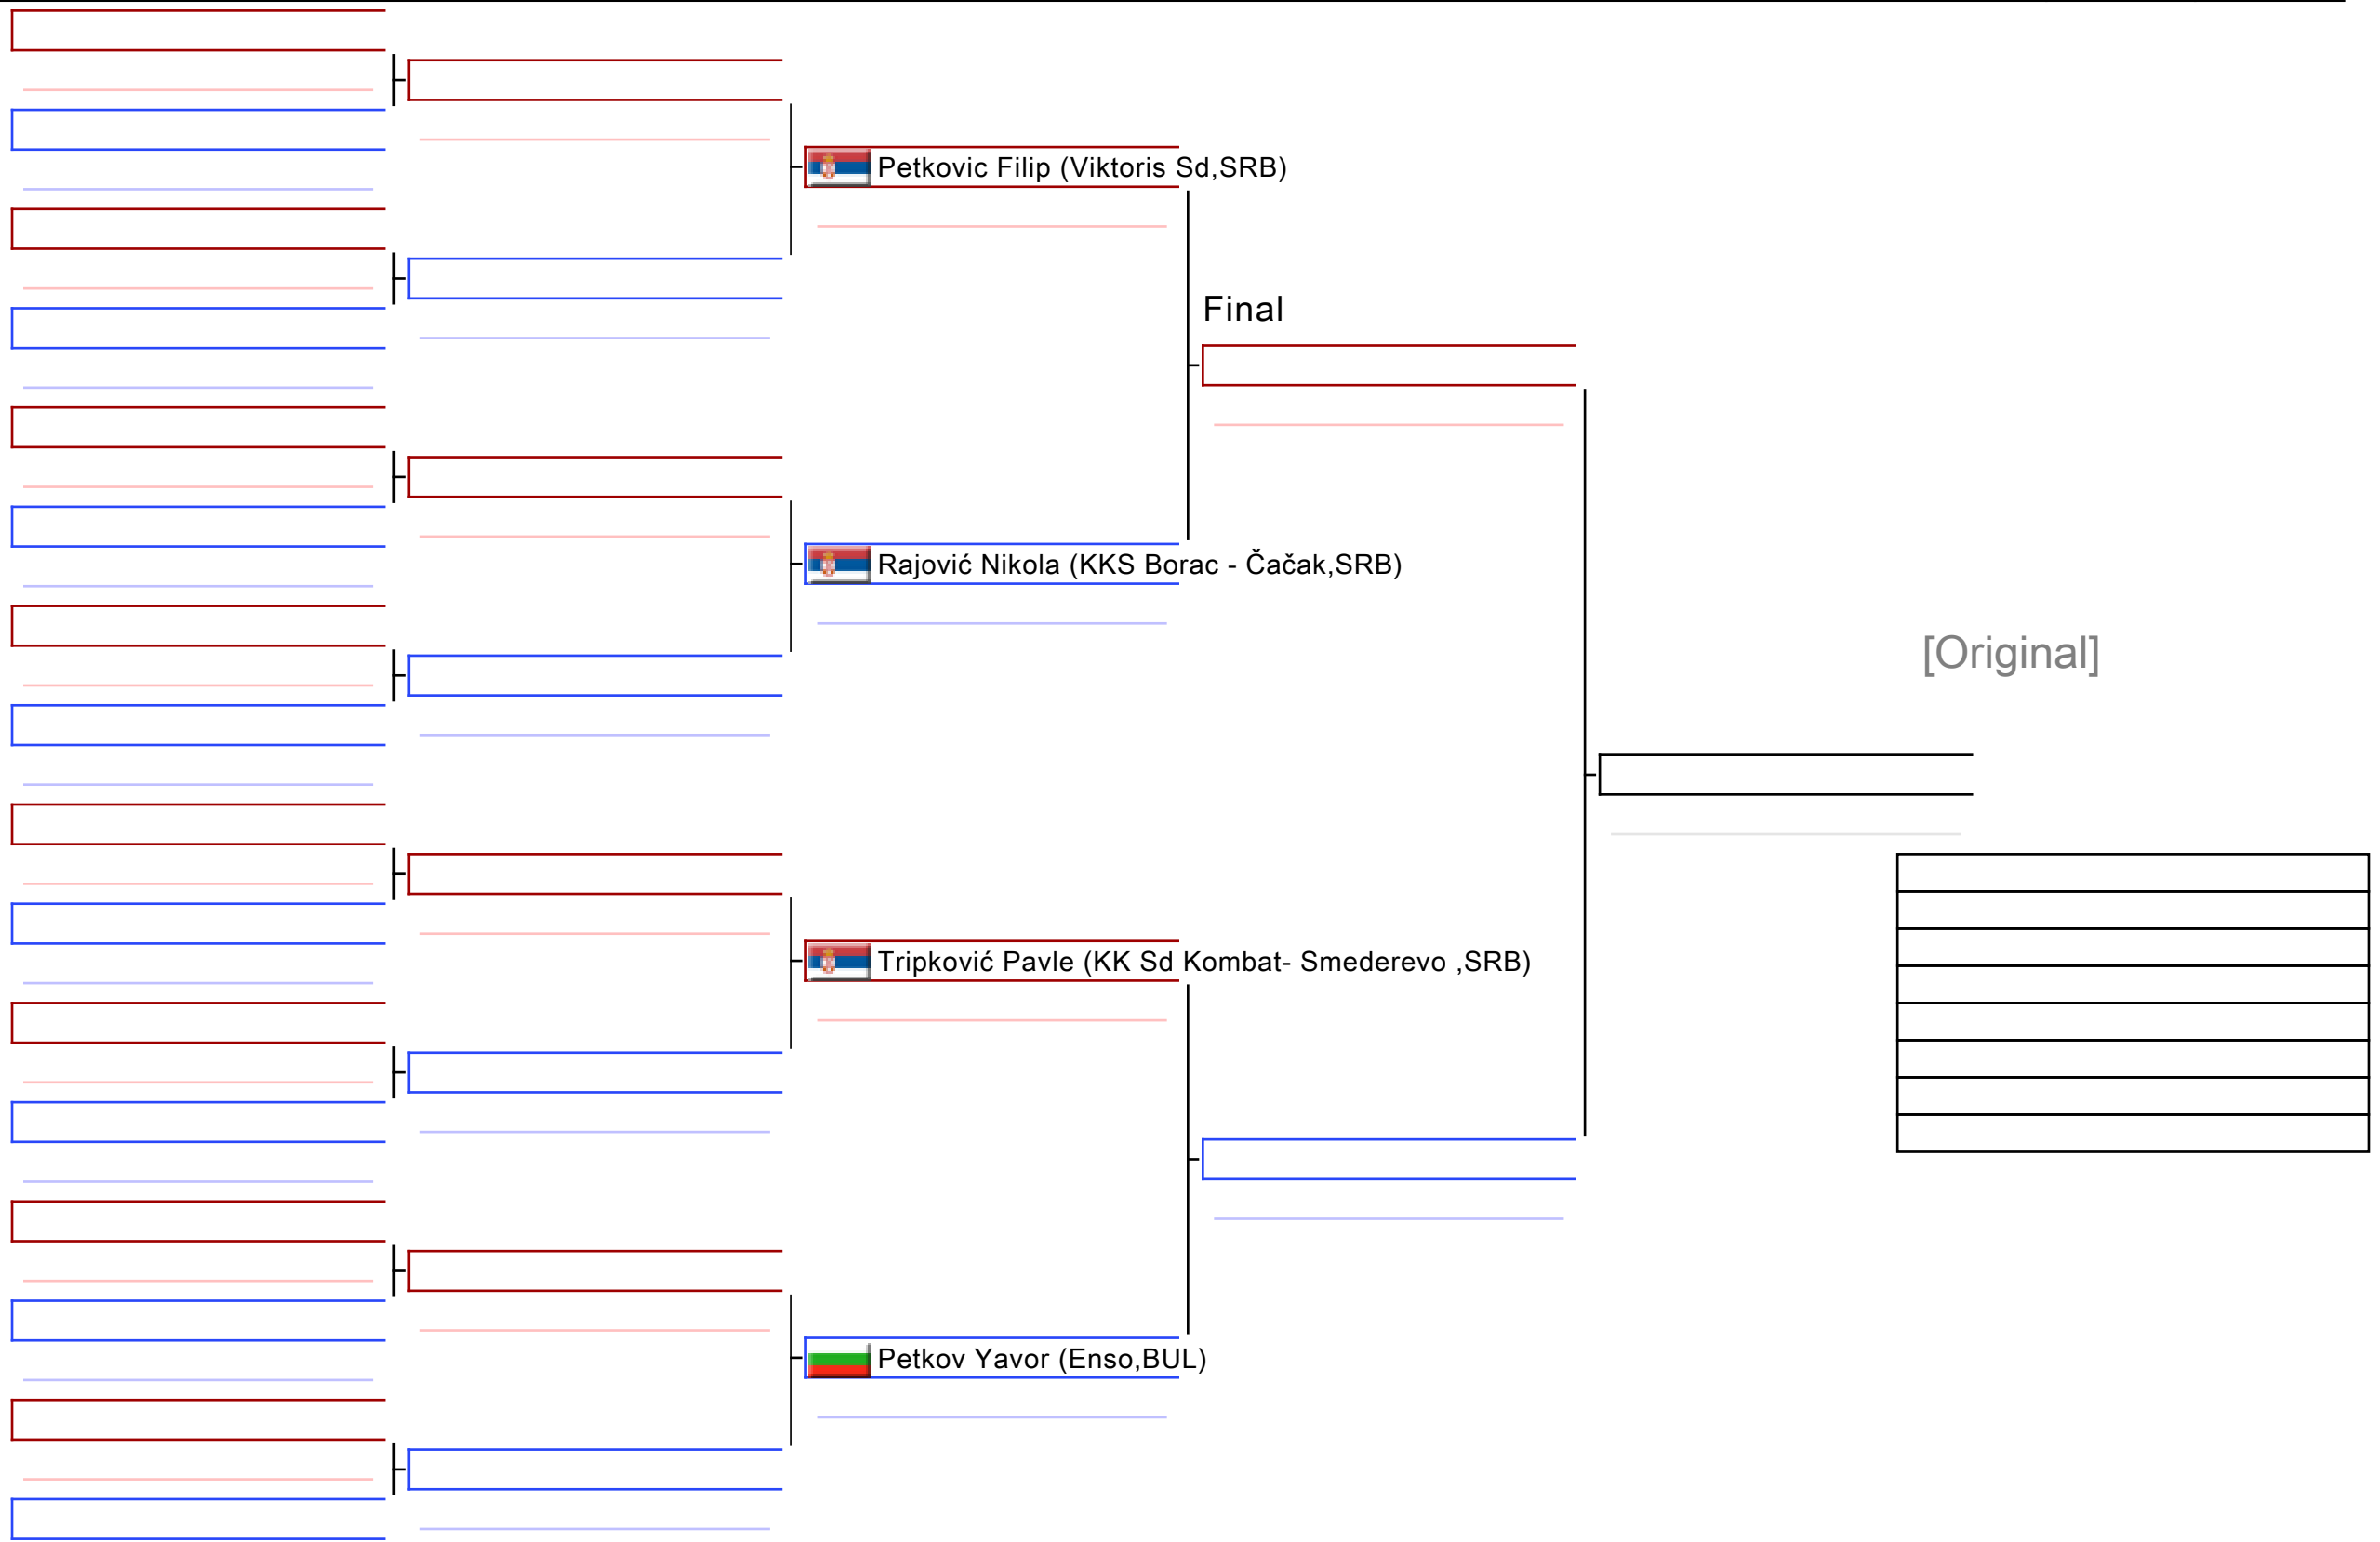 Petkovic Filip (Viktoris Sd,SRB)
Final
Rajović Nikola (KKS Borac - Čačak,SRB)
[Original]
Tripković Pavle (KK Sd Kombat- Smederevo ,SRB)
Petkov Yavor (Enso,BUL)